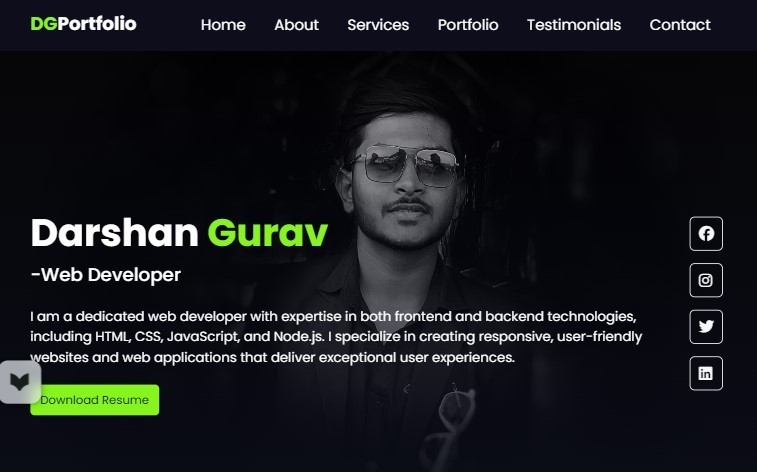 DGPortfolio
Home About Services Portfolio Testimonials Contact
Darshan Gurav
-Web Developer
I am a dedicated web developer with expertise in both frontend and backend technologies,
including HTML, CSS, JavaScript, and Node.js. I specialize in creating responsive, user-friendly
websites and web applications that deliver exceptional user experiences.
Download Resume